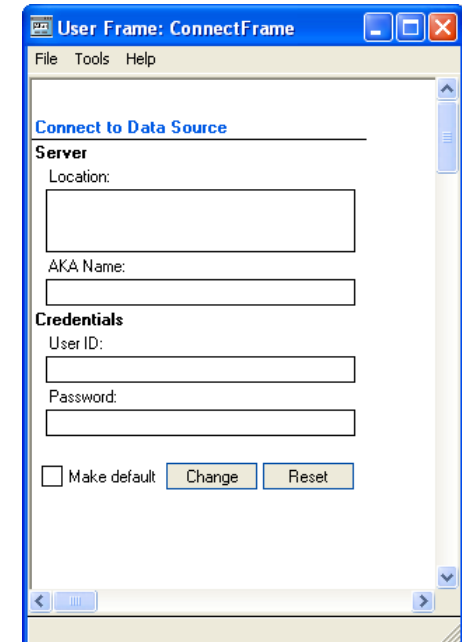 User Frame: ConnectFrame
File Tools Help
Connect to Data Source
Server
Location:
AKA Name:
Credentials
User ID:
Password:
Make default Change Reset